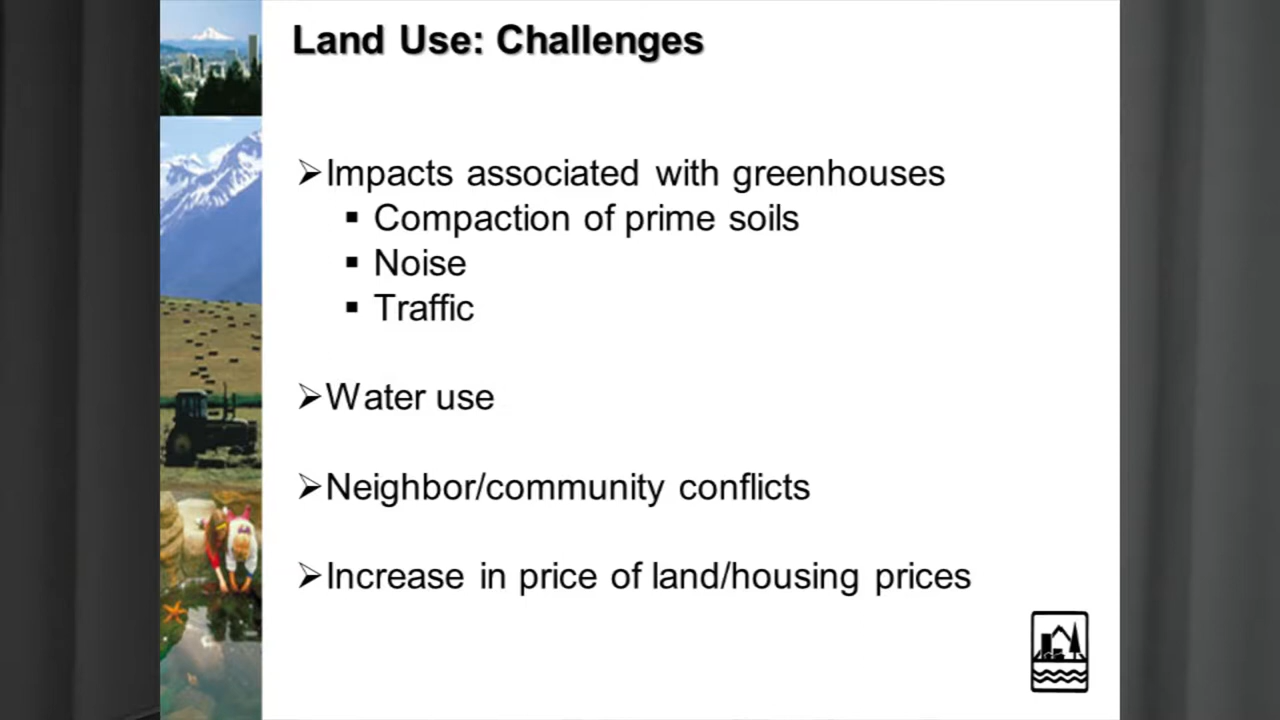 Land Use: Challenges
➢Impacts associated with greenhouses
▪ Compaction of prime soils
▪ Noise
▪ Traffic
➢Water use
➢Neighbor/community conflicts
➢Increase in price of land/housing prices